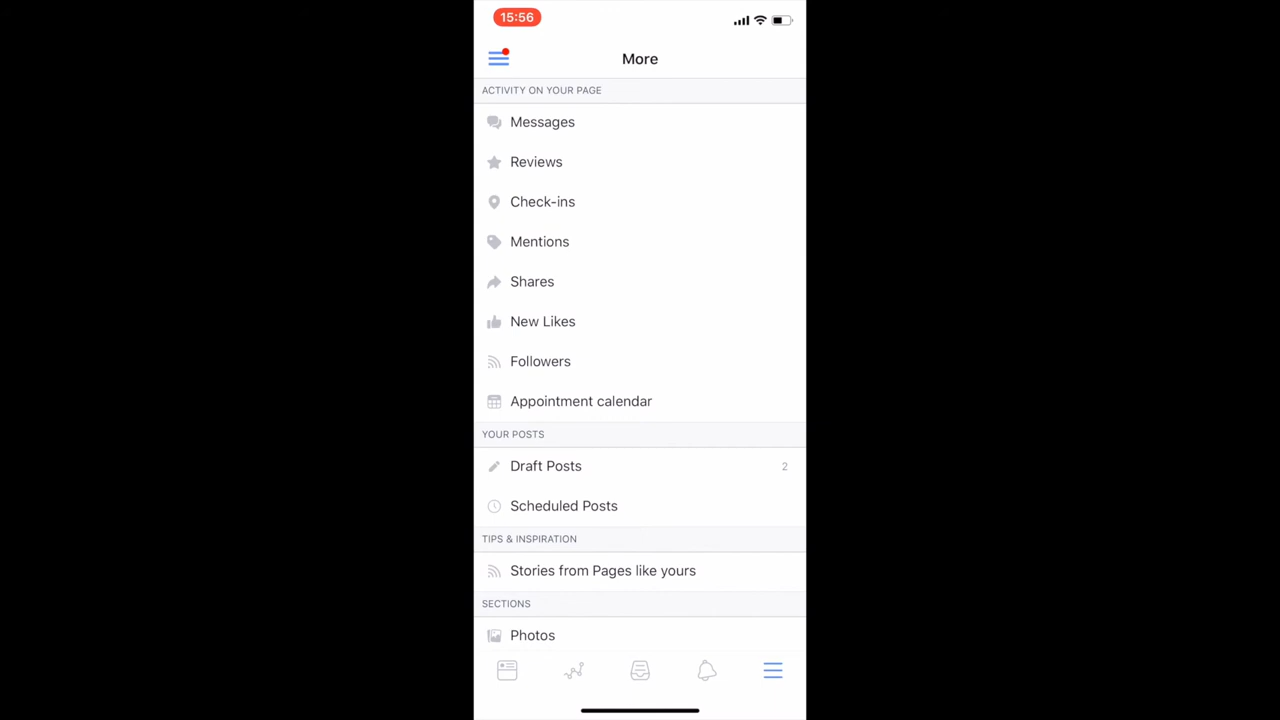 15:56
More
ACTIVITY ON YOUR PAGE
Messages
Reviews
Check-ins
Mentions
Shares
New Likes
Followers
Appointment calendar
YOUR POSTS
Draft Posts 2
Scheduled Posts
TIPS & INSPIRATION
Stories from Pages like yours
SECTIONS
Photos